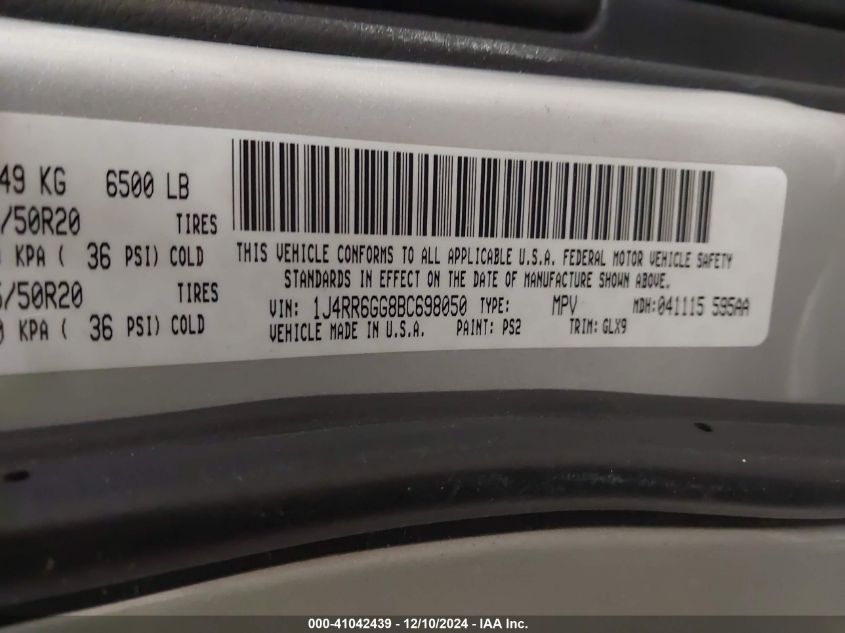 49 KG 6500 LB
/50R20 TIRES
KPA ( 36 PSI) COLD
/50R20 TIRES
0 KPA ( 36 PSI) COLD
THIS VEHICLE CONFORMS TO ALL APPLICABLE U.S.A. FEDERAL MOTOR VEHICLE SAFETY
STANDARDS IN EFFECT ON THE DATE OF MANUFACTURE SHOWN ABOVE.
VIN: 1J4RR6GG8BC698050 TYPE: MPV MDH:041115 595AA
VEHICLE MADE IN U.S.A. PAINT: PS2 TRIM: GLX9
000-41042439 - 12/10/2024 - IAA Inc.